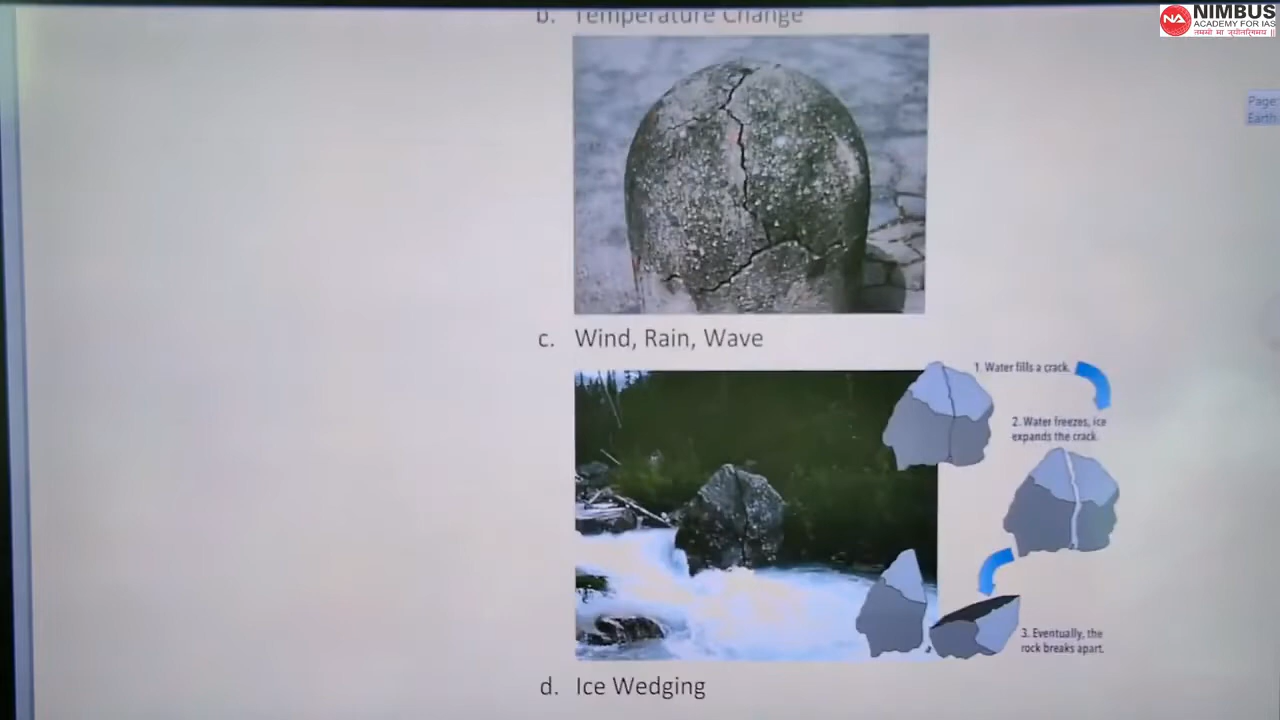 b. Temperature Change
NIMBUS
ACADEMY FOR IAS
NA
Page
Earth
c. Wind, Rain, Wave
1. Water fills a crack.
2. Water freezes, ice
expands the crack.
3. Eventually, the
rock breaks apart.
d. Ice Wedging